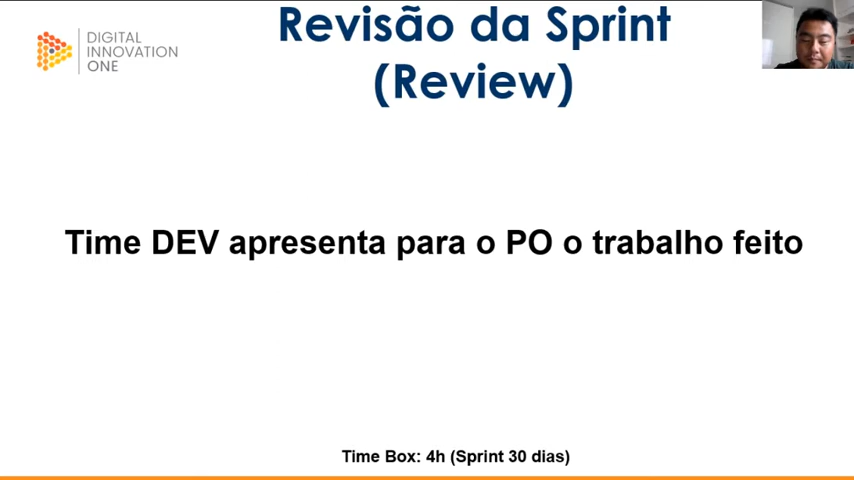 Revisão da Sprint
(Review)
DIGITAL
INNOVATION
ONE
Time DEV apresenta para o PO o trabalho feito
Time Box: 4h (Sprint 30 dias)